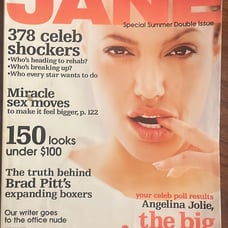 JANE
Special Summer Double Issue
378 celeb
shockers
•Who's heading to rehab?
•Who's breaking up?
•Who every star wants to do
Miracle
sex moves
to make it feel bigger, p. 122
150 looks
under $100
The truth behind
Brad Pitt's
expanding boxers
Our writer goes
to the office nude
your celeb poll results
Angelina Jolie,
the big